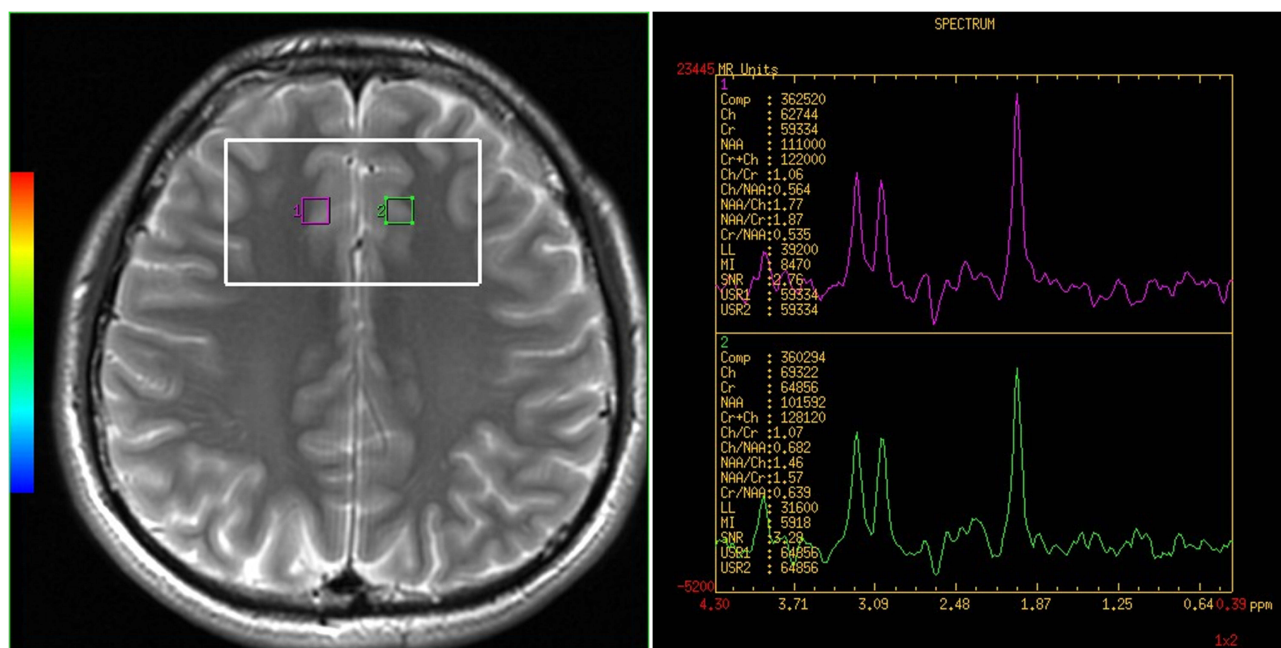 SPECTRUM
23445 MR Units
1
Comp : 362520
Ch : 62744
Cr : 59334
NAA : 111000
Cr+Ch : 122000
Ch/Cr :1.06
Ch/NAA:0.564
NAA/Ch:1.77
NAA/Cr:1.87
Cr/NAA:0.535
LL : 39200
MI : 8470
SNR :2.76
USR1 : 59334
USR2 : 59334
1
2
2
Comp : 360294
Ch : 69322
Cr : 64856
NAA : 101592
Cr+Ch : 128120
Ch/Cr :1.07
Ch/NAA:0.682
NAA/Ch:1.46
NAA/Cr:1.57
Cr/NAA:0.639
LL : 31600
MI : 5918
SNR :3.28
USR1 : 64856
USR2 : 64856
-5200
4.30 3.71 3.09 2.48 1.87 1.25 0.64 0.39 ppm
1x2